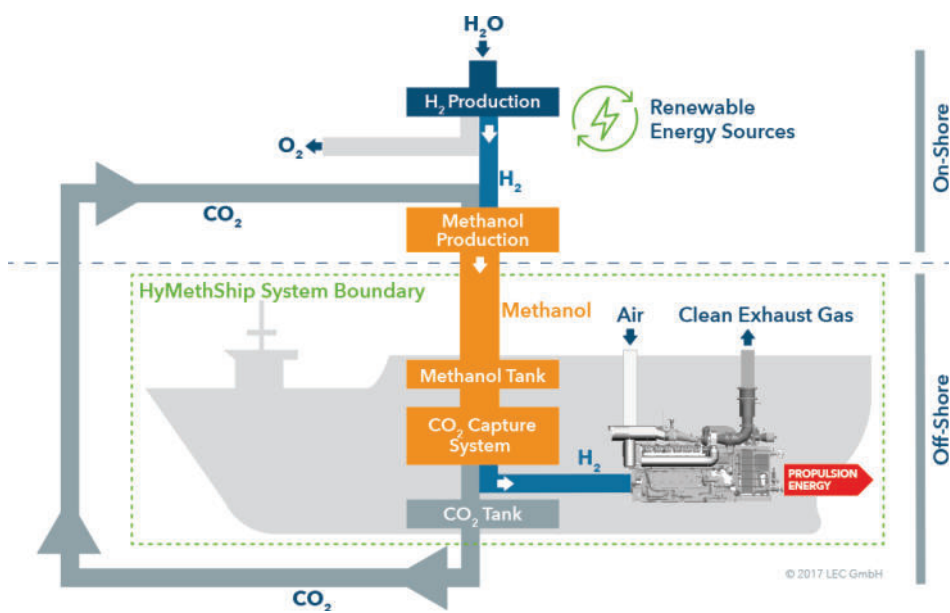 H₂O
H₂ Production
Renewable
Energy Sources
O₂
H₂
CO₂
Methanol
Production
On-Shore
HyMethShip System Boundary
Methanol
Air
Clean Exhaust Gas
Methanol Tank
CO₂ Capture
System
H₂
PROPULSION
ENERGY
CO₂ Tank
Off-Shore
© 2017 LEC GmbH
CO₂